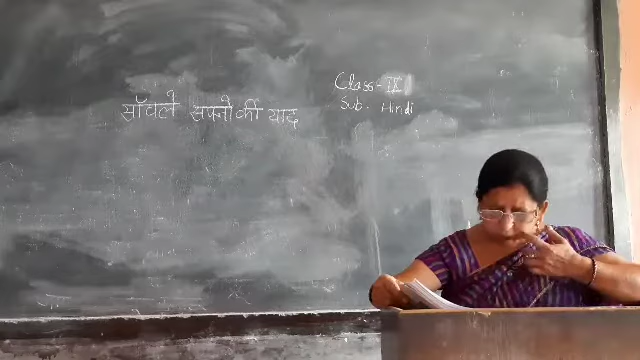 साँवले सपनों की याद
Class - IX
Sub. Hindi